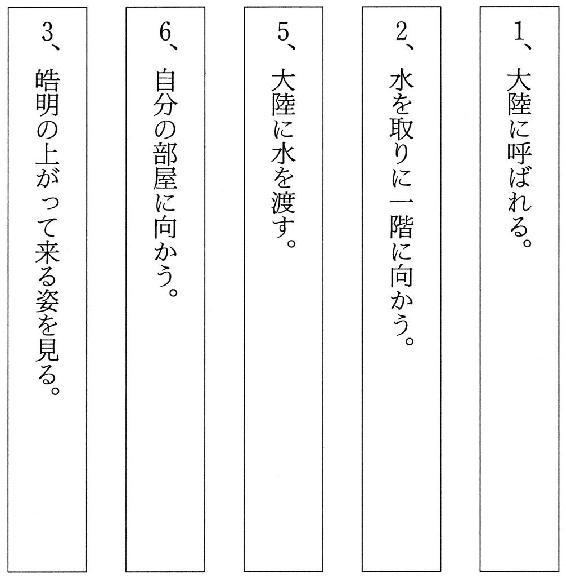 1、大陸に呼ばれる。
2、水を取りに一階に向かう。
5、大陸に水を渡す。
6、自分の部屋に向かう。
3、皓明の上がって来る姿を見る。